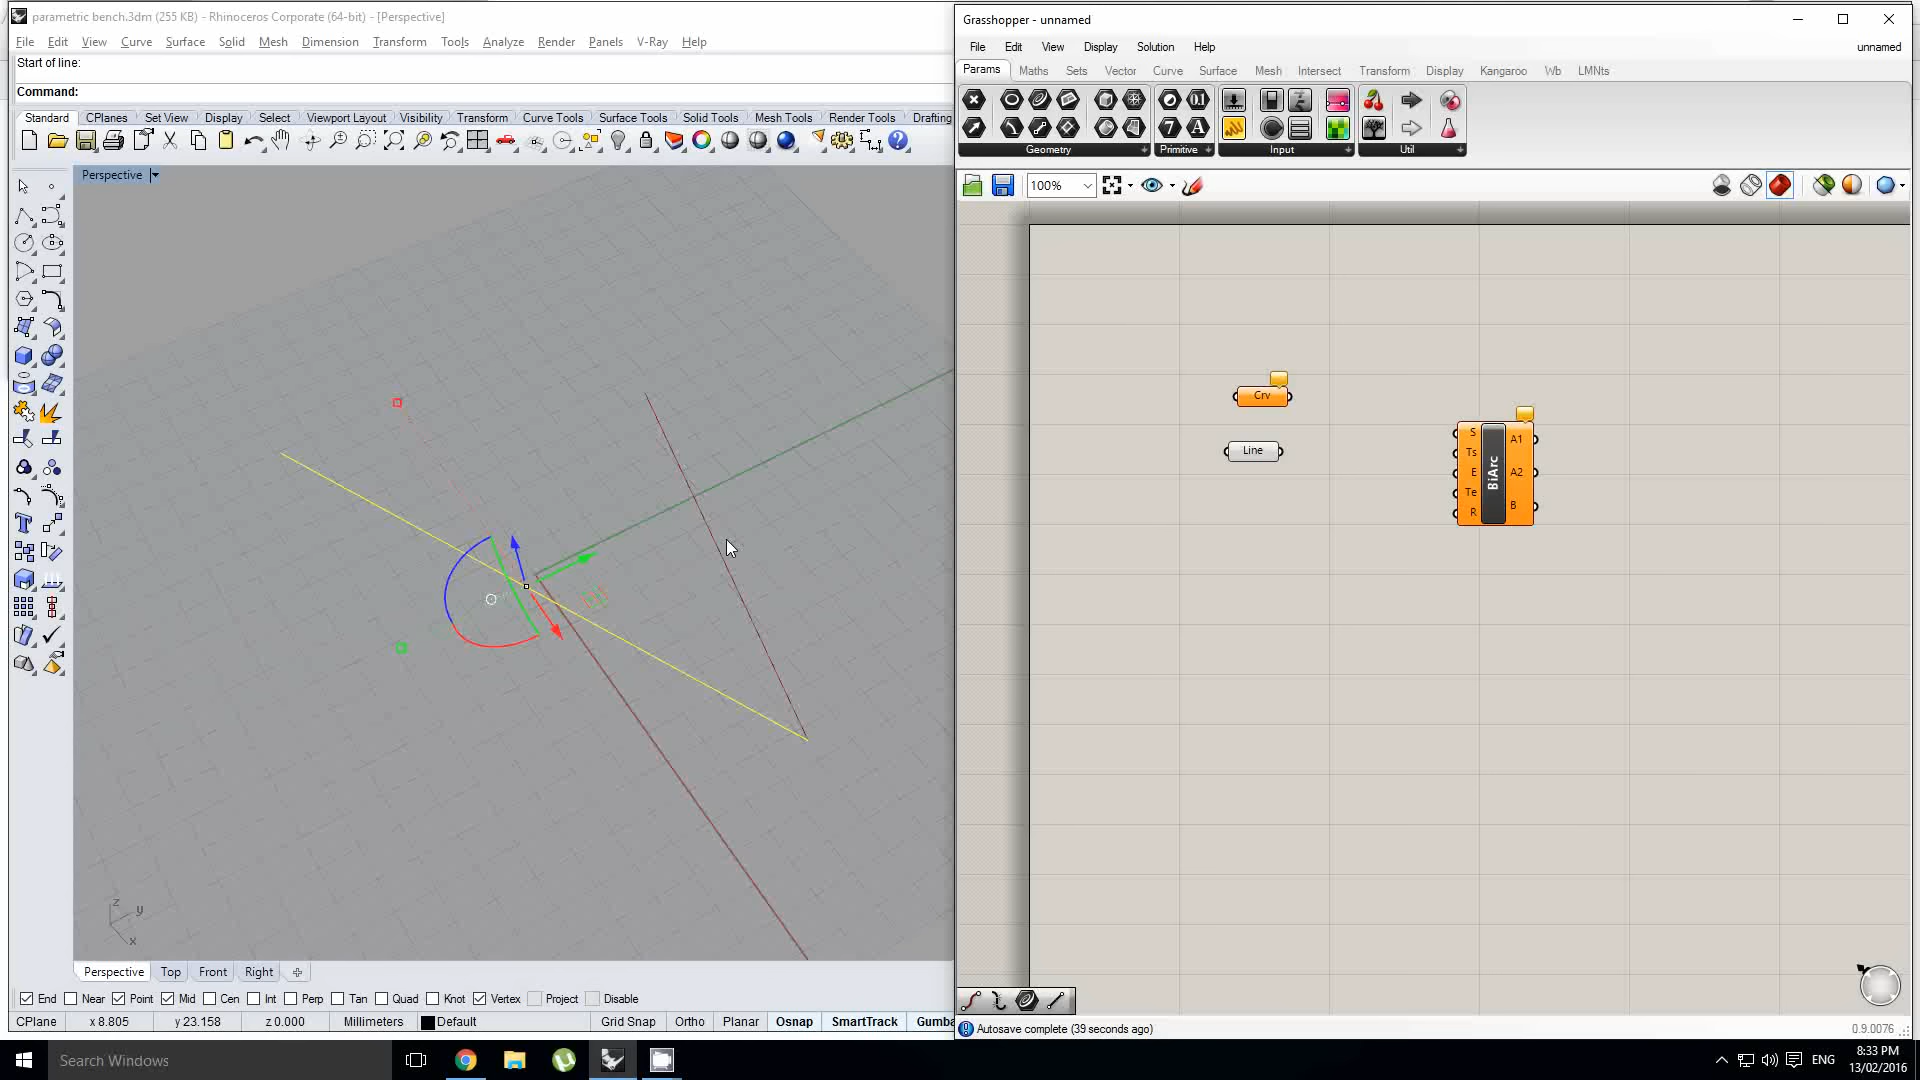 parametric bench.3dm (255 KB) - Rhinoceros Corporate (64-bit) - [Perspective]
File Edit View Curve Surface Solid Mesh Dimension Transform Tools Analyze Render Panels V-Ray Help
Start of line:
Command:
Standard CPlanes Set View Display Select Viewport Layout Visibility Transform Curve Tools Surface Tools Solid Tools Mesh Tools Render Tools Drafting
Perspective
z
y
x
Perspective Top Front Right
End Near Point Mid Cen Int Perp Tan Quad Knot Vertex Project Disable
CPlane x 8.805 y 23.158 z 0.000 Millimeters Default Grid Snap Ortho Planar Osnap SmartTrack Gumba
Grasshopper - unnamed
File Edit View Display Solution Help unnamed
Params Maths Sets Vector Curve Surface Mesh Intersect Transform Display Kangaroo Wb LMNts
Geometry Primitive Input Util
100%
Crv
Line
S
Ts
E
Te
R
BiArc
A1
A2
B
Autosave complete (39 seconds ago) 0.9.0076
Search Windows
ENG
8:33 PM
13/02/2016